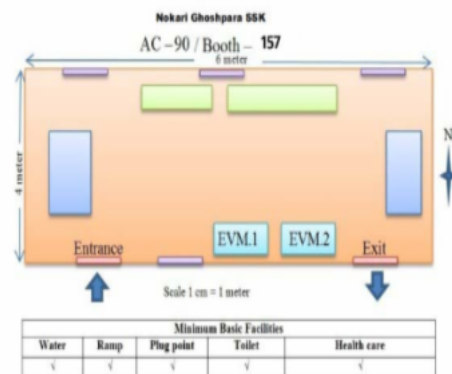 Nokari Ghoshpara SSK
AC –90 / Booth – 157
6 meter
4 meter
N
EVM.1 EVM.2
Entrance Exit
Scale 1 cm = 1 meter
Minimum Basic Facilities
Water Ramp Plug point Toilet Health care
√ √ √ √ √